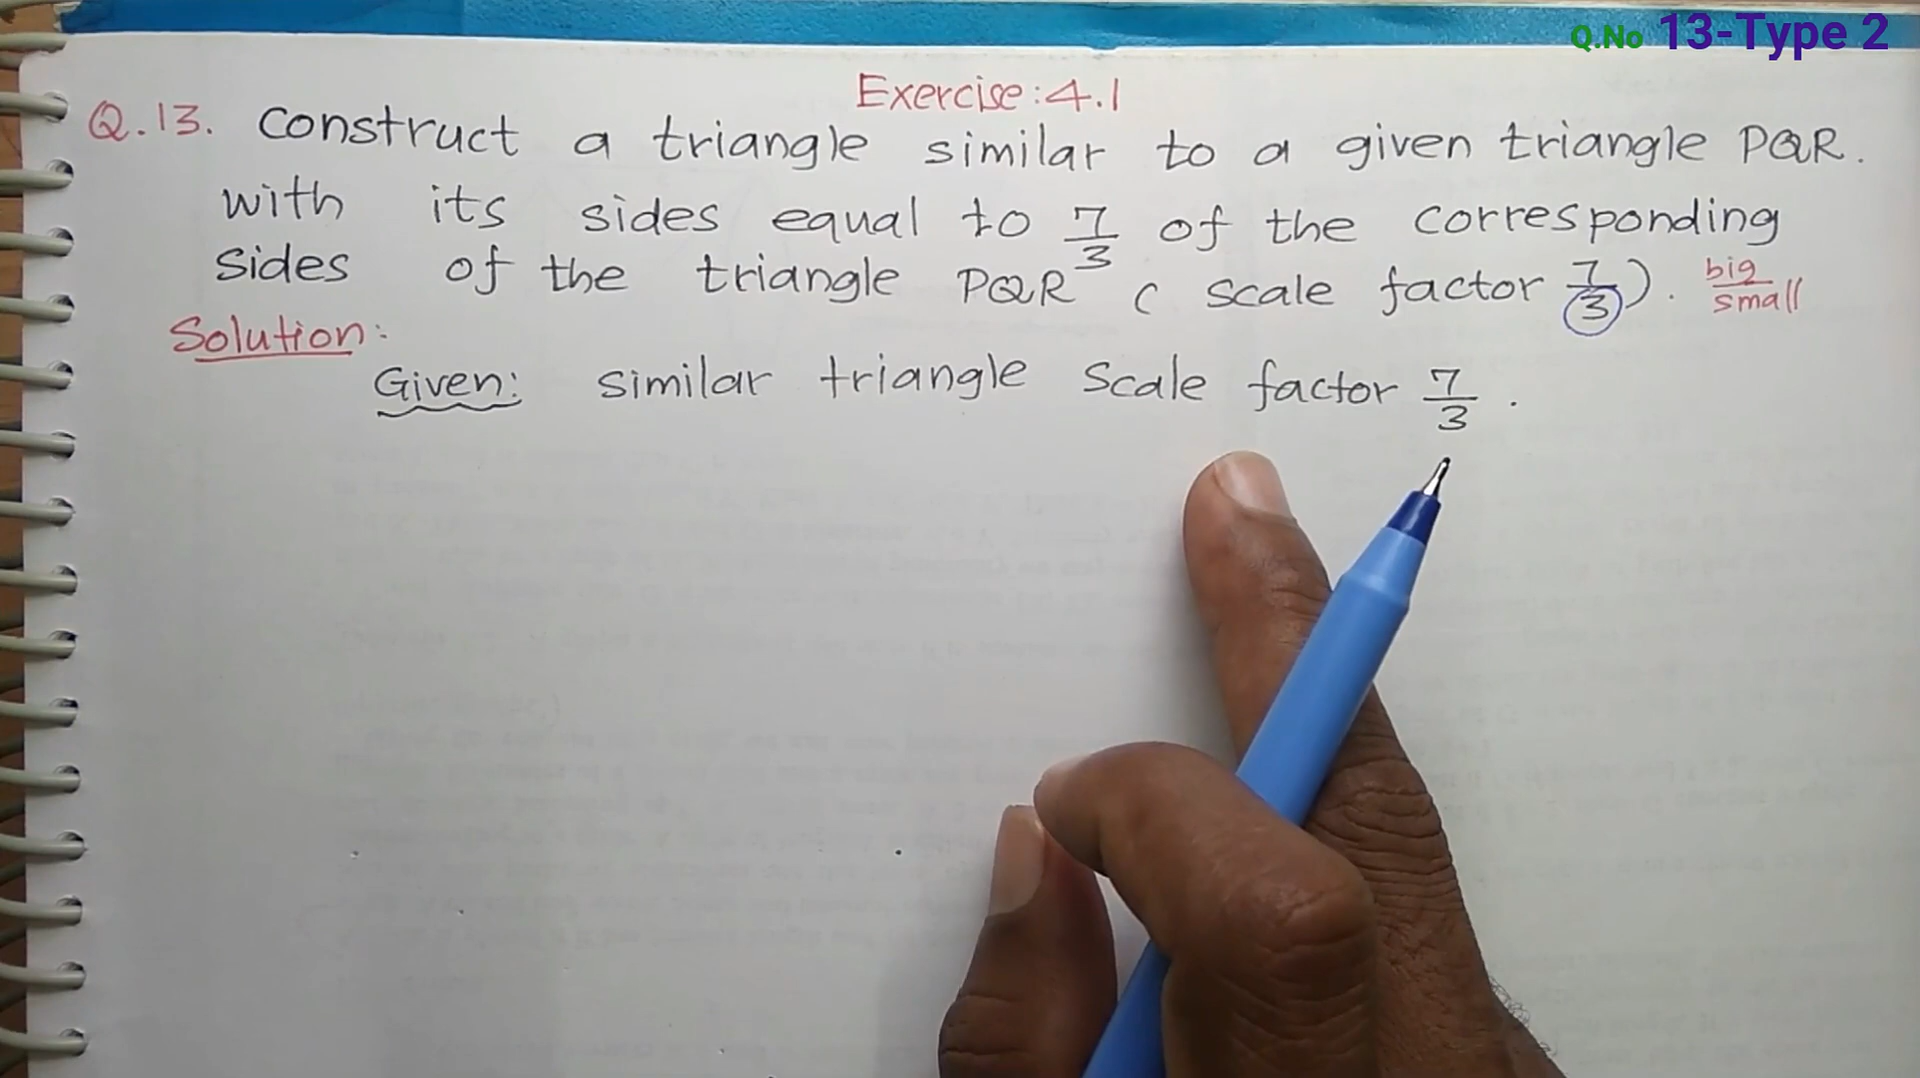 Q.No 13-Type 2
Exercise:4.1
Q.13. Construct a triangle similar to a given triangle PQR.
with its sides equal to 7/3 of the corresponding
sides of the triangle PQR ( scale factor 7/3). big/small
Solution:
Given: similar triangle scale factor 7/3.